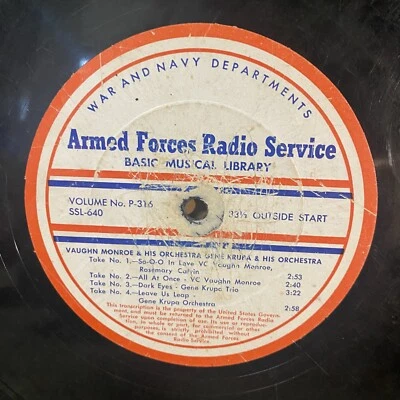 WAR AND NAVY DEPARTMENTS
Armed Forces Radio Service
BASIC MUSICAL LIBRARY
VOLUME No. P-316
SSL-640
33⅓ OUTSIDE START
VAUGHN MONROE & HIS ORCHESTRA GENE KRUPA & HIS ORCHESTRA
Take No. 1.—So-O-O In Love VC Vaughn Monroe,
Rosemary Calvin 2:53
Take No. 2.—All At Once - VC Vaughn Monroe 2:40
Take No. 3.—Dark Eyes - Gene Krupa Trio 3:22
Take No. 4.—Leave Us Leap -
Gene Krupa Orchestra 2:58
This transcription is the property of the United States Govern-
ment, and must be returned to the Armed Forces Radio
Service upon completion of use. Its use or reproduc-
tion, in whole or part, for commercial or other
purposes, is strictly prohibited without
the consent of the Armed Forces
Radio Service